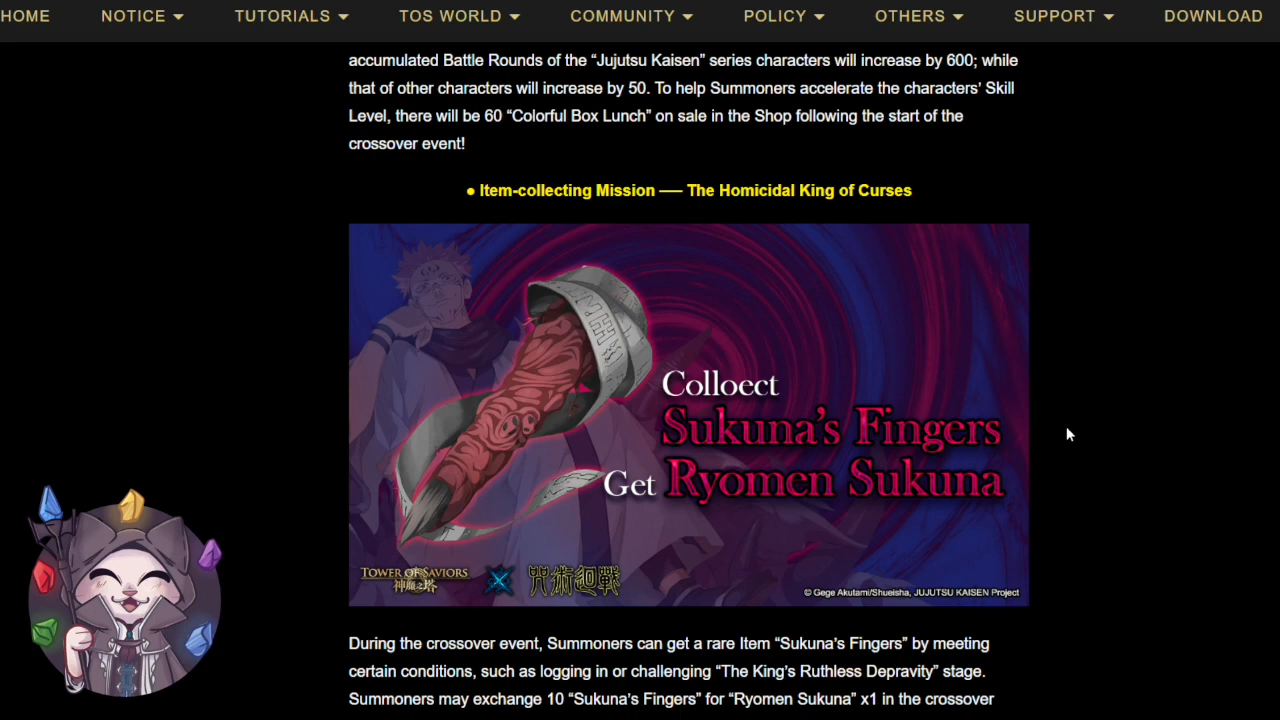 HOME NOTICE TUTORIALS TOS WORLD COMMUNITY POLICY OTHERS SUPPORT DOWNLOAD
accumulated Battle Rounds of the “Jujutsu Kaisen” series characters will increase by 600; while
that of other characters will increase by 50. To help Summoners accelerate the characters’ Skill
Level, there will be 60 “Colorful Box Lunch” on sale in the Shop following the start of the
crossover event!
● Item-collecting Mission ── The Homicidal King of Curses
Colloect
Sukuna’s Fingers
Get Ryomen Sukuna
TOWER OF SAVIORS
神魔之塔
呪術廻戦
© Gege Akutami/Shueisha, JUJUTSU KAISEN Project
During the crossover event, Summoners can get a rare Item “Sukuna’s Fingers” by meeting
certain conditions, such as logging in or challenging “The King’s Ruthless Depravity” stage.
Summoners may exchange 10 “Sukuna’s Fingers” for “Ryomen Sukuna” x1 in the crossover